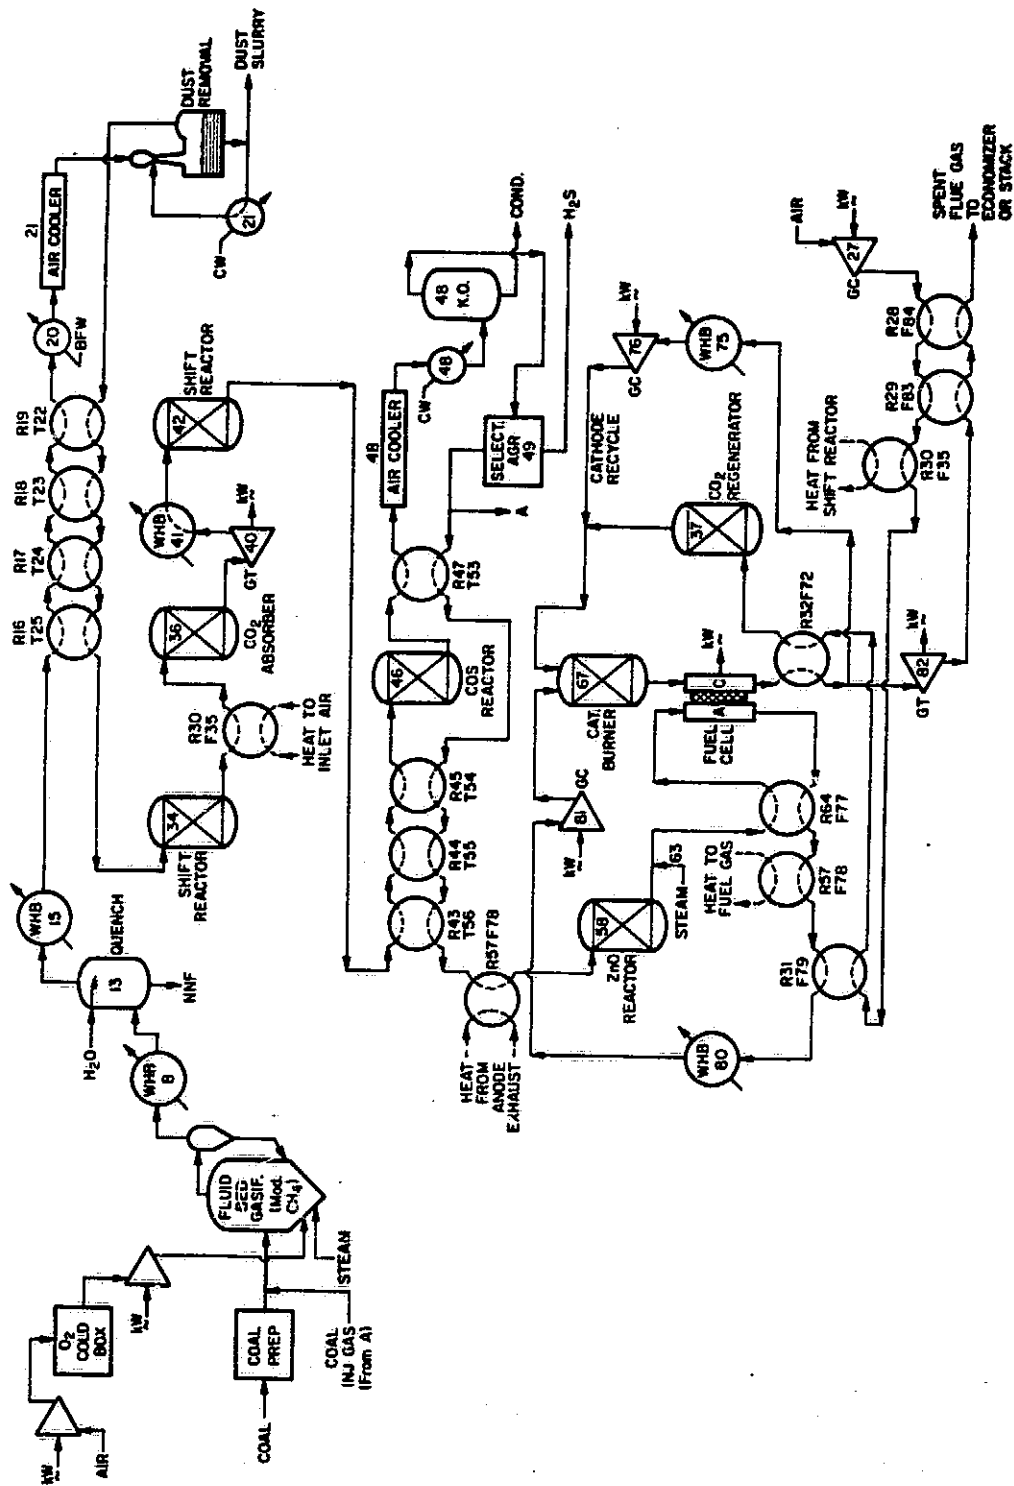 kW
AIR
O2
COLD
BOX
kW
COAL
COAL
PREP
COAL
INJ GAS
(From A)
STEAM
FLUID
BED
GASIF.
(Mod.
CH4)
WHB
8
H2O
QUENCH
13
NNF
WHB
15
R16
T25
R17
T24
R18
T23
R19
T22
20
BFW
21
AIR COOLER
DUST
REMOVAL
CW
21
DUST
SLURRY
34
SHIFT
REACTOR
R30
F35
HEAT TO
INLET AIR
36
CO2
ABSORBER
GT
40
kW
WHB
41
42
SHIFT
REACTOR
R43
T56
R44
T55
R45
T54
46
COS
REACTOR
R47
T53
48
AIR COOLER
CW
48
48
K.O.
COND.
SELECT.
AGR
49
A
H2S
R57F78
HEAT
FROM
ANODE
EXHAUST
58
ZnO
REACTOR
STEAM
63
kW
81
GC
67
CAT.
BURNER
CATHODE
RECYCLE
GC
76
kW
WHB
75
37
CO2
REGENERATOR
A
C
FUEL
CELL
kW
R32F72
R64
F77
HEAT TO
FUEL GAS
R57
F78
R31
F79
WHB
80
GT
82
kW
HEAT FROM
SHIFT REACTOR
R30
F35
R29
F83
R28
F84
AIR
GC
27
kW
SPENT
FLUE GAS
TO
ECONOMIZER
OR STACK